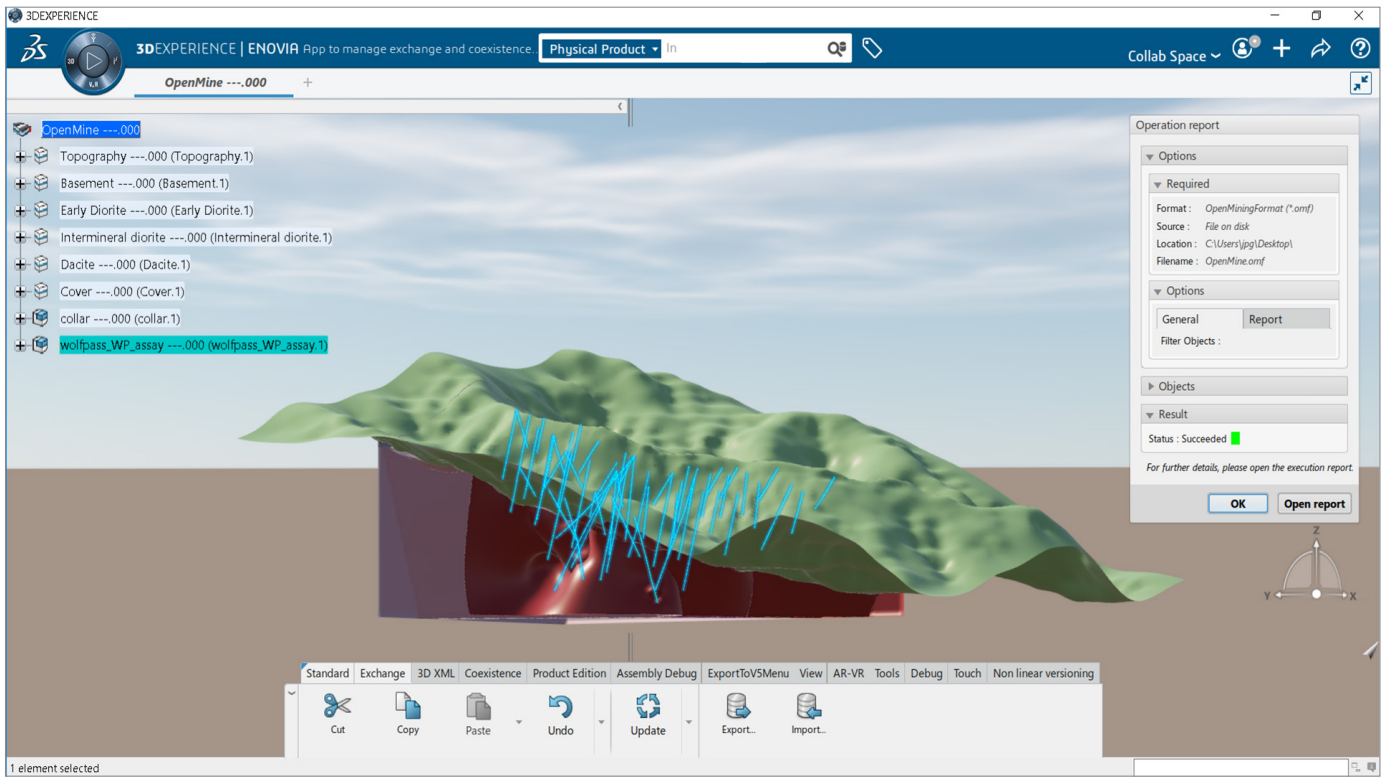 3DEXPERIENCE
3DEXPERIENCE | ENOVIA App to manage exchange and coexistence..
Physical Product In
Collab Space
3D
V,R
OpenMine ---.000
OpenMine ---.000
Topography ---.000 (Topography.1)
Basement ---.000 (Basement.1)
Early Diorite ---.000 (Early Diorite.1)
Intermineral diorite ---.000 (Intermineral diorite.1)
Dacite ---.000 (Dacite.1)
Cover ---.000 (Cover.1)
collar ---.000 (collar.1)
wolfpass_WP_assay ---.000 (wolfpass_WP_assay.1)
Operation report
Options
Required
Format : OpenMiningFormat (*.omf)
Source : File on disk
Location : C:\Users\jpg\Desktop\
Filename : OpenMine.omf
Options
General Report
Filter Objects :
Objects
Result
Status : Succeeded
For further details, please open the execution report.
OK Open report
Z
Y X
Standard Exchange 3D XML Coexistence Product Edition Assembly Debug ExportToV5Menu View AR-VR Tools Debug Touch Non linear versioning
Cut Copy Paste Undo Update Export... Import...
1 element selected